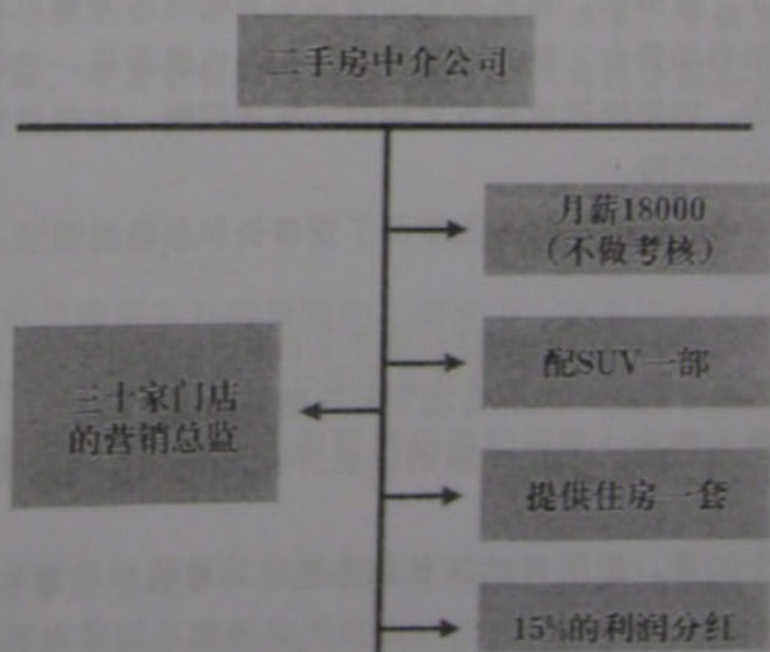 二手房中介公司
月薪18000
（不做考核）
三十家门店
的营销总监
配SUV一部
提供住房一套
15%的利润分红